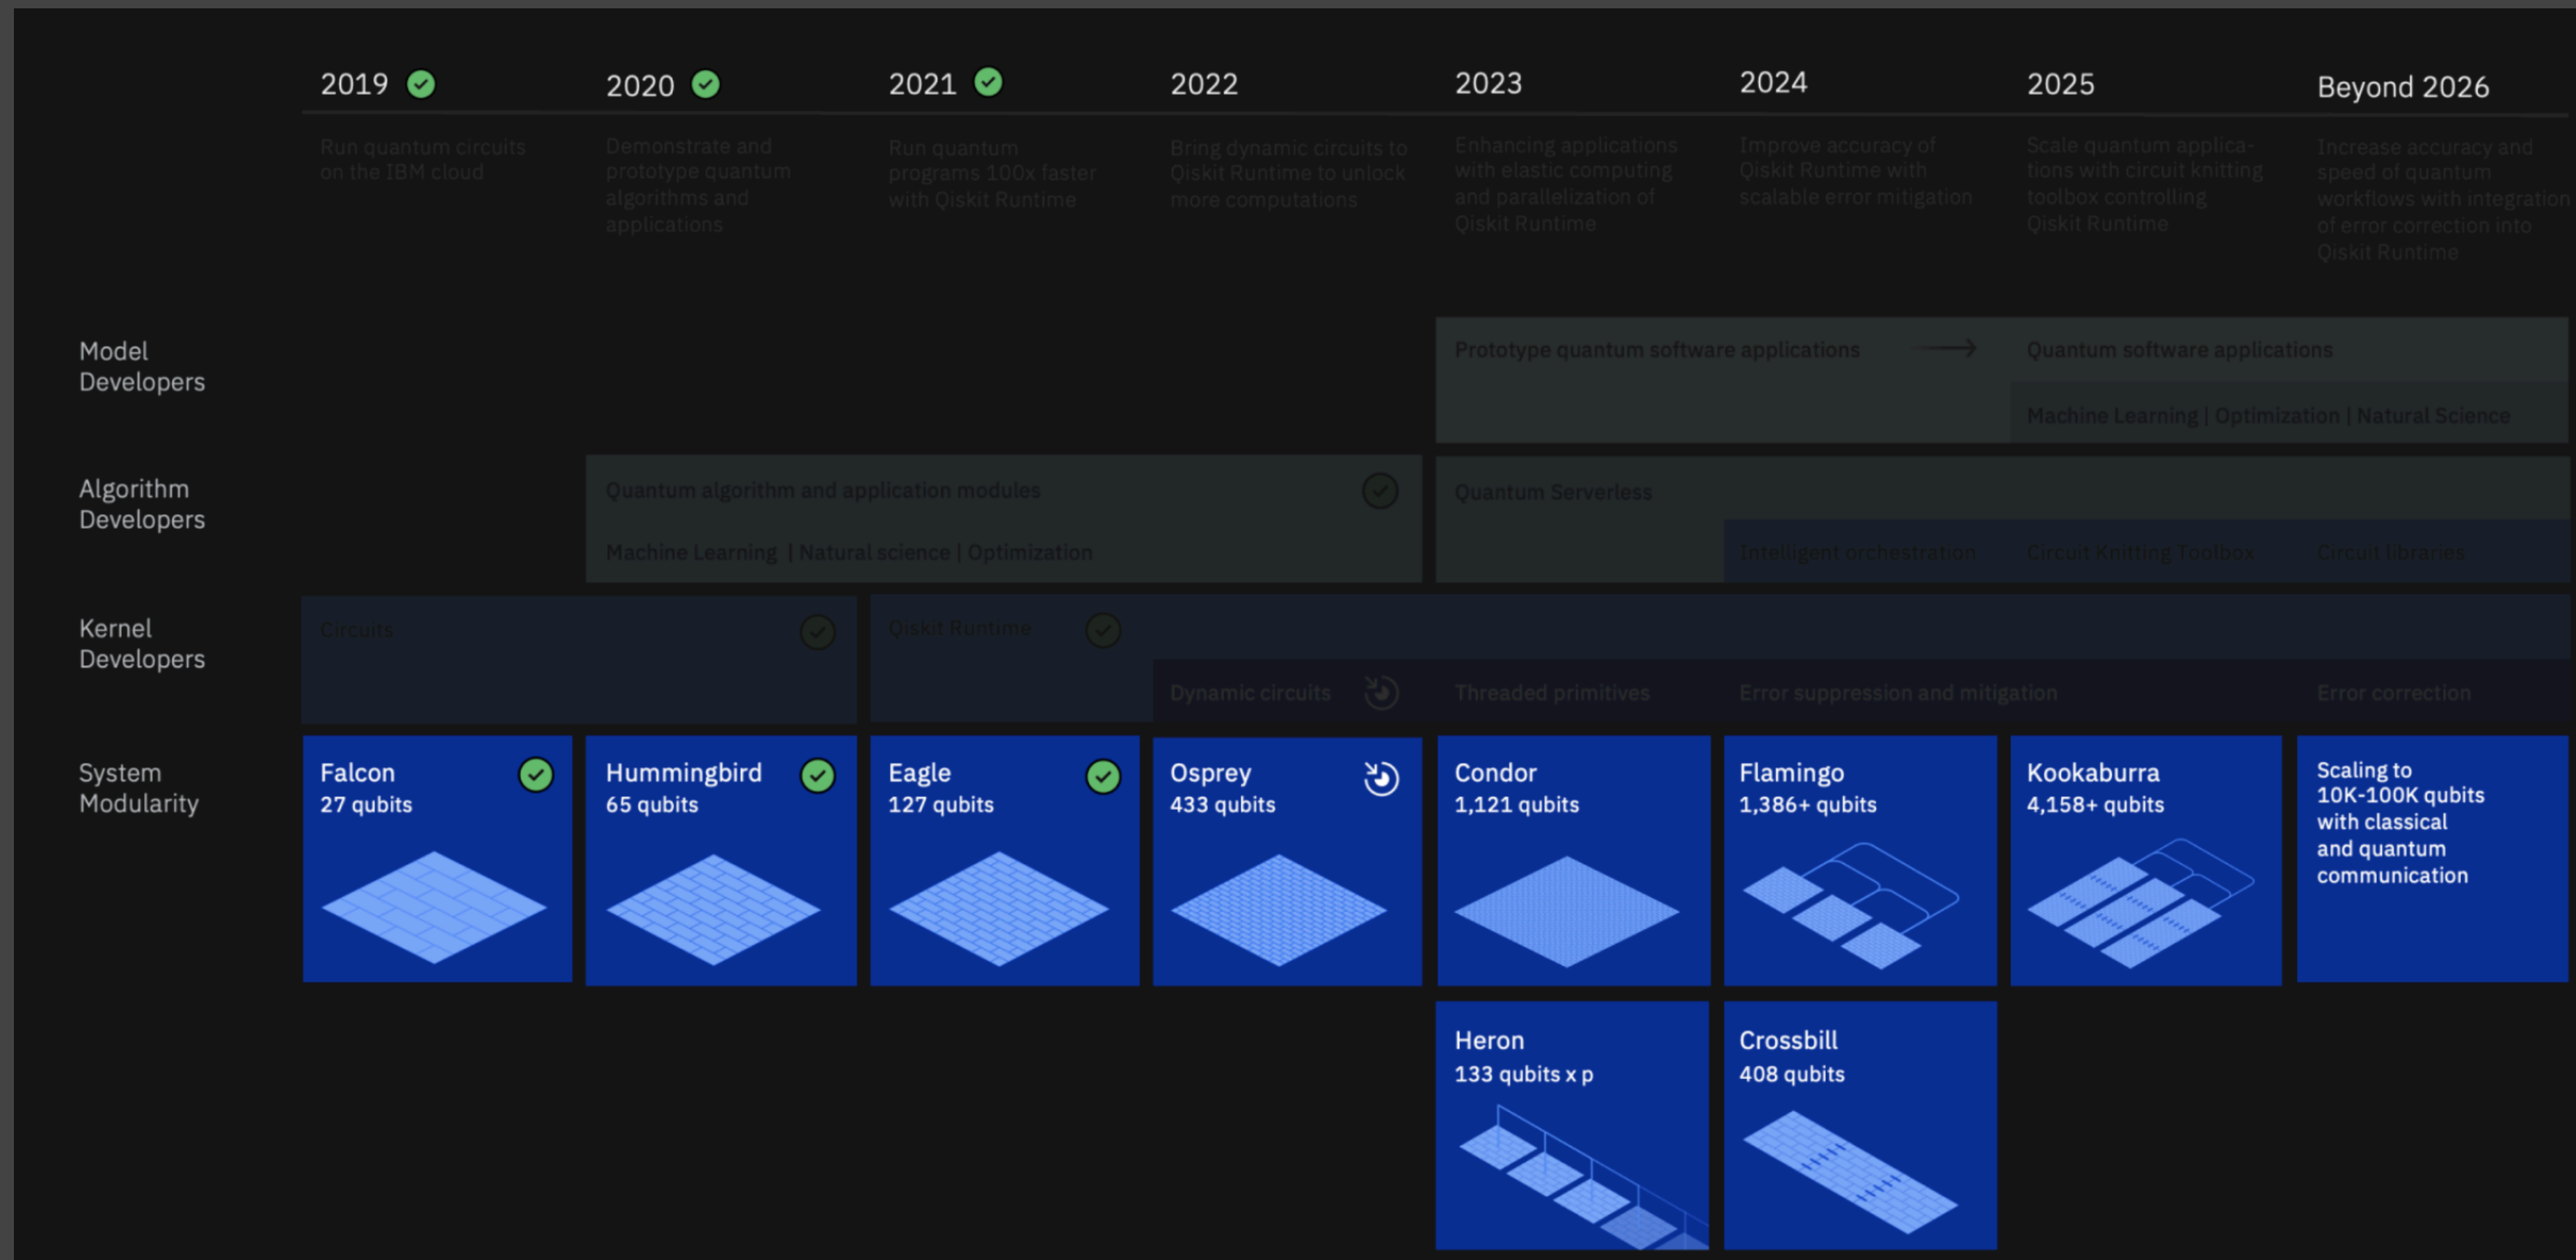 2019
2020
2021
2022
2023
2024
2025
Beyond 2026
Run quantum circuits
on the IBM cloud
Demonstrate and
prototype quantum
algorithms and
applications
Run quantum
programs 100x faster
with Qiskit Runtime
Bring dynamic circuits to
Qiskit Runtime to unlock
more computations
Enhancing applications
with elastic computing
and parallelization of
Qiskit Runtime
Improve accuracy of
Qiskit Runtime with
scalable error mitigation
Scale quantum applica-
tions with circuit knitting
toolbox controlling
Qiskit Runtime
Increase accuracy and
speed of quantum
workflows with integration
of error correction into
Qiskit Runtime
Model
Developers
Prototype quantum software applications
Quantum software applications
Machine Learning | Optimization | Natural Science
Algorithm
Developers
Quantum algorithm and application modules
Machine Learning | Natural science | Optimization
Quantum Serverless
Intelligent orchestration
Circuit Knitting Toolbox
Circuit libraries
Kernel
Developers
Circuits
Qiskit Runtime
Dynamic circuits
Threaded primitives
Error suppression and mitigation
Error correction
System
Modularity
Falcon
27 qubits
Hummingbird
65 qubits
Eagle
127 qubits
Osprey
433 qubits
Condor
1,121 qubits
Flamingo
1,386+ qubits
Kookaburra
4,158+ qubits
Scaling to
10K-100K qubits
with classical
and quantum
communication
Heron
133 qubits x p
Crossbill
408 qubits